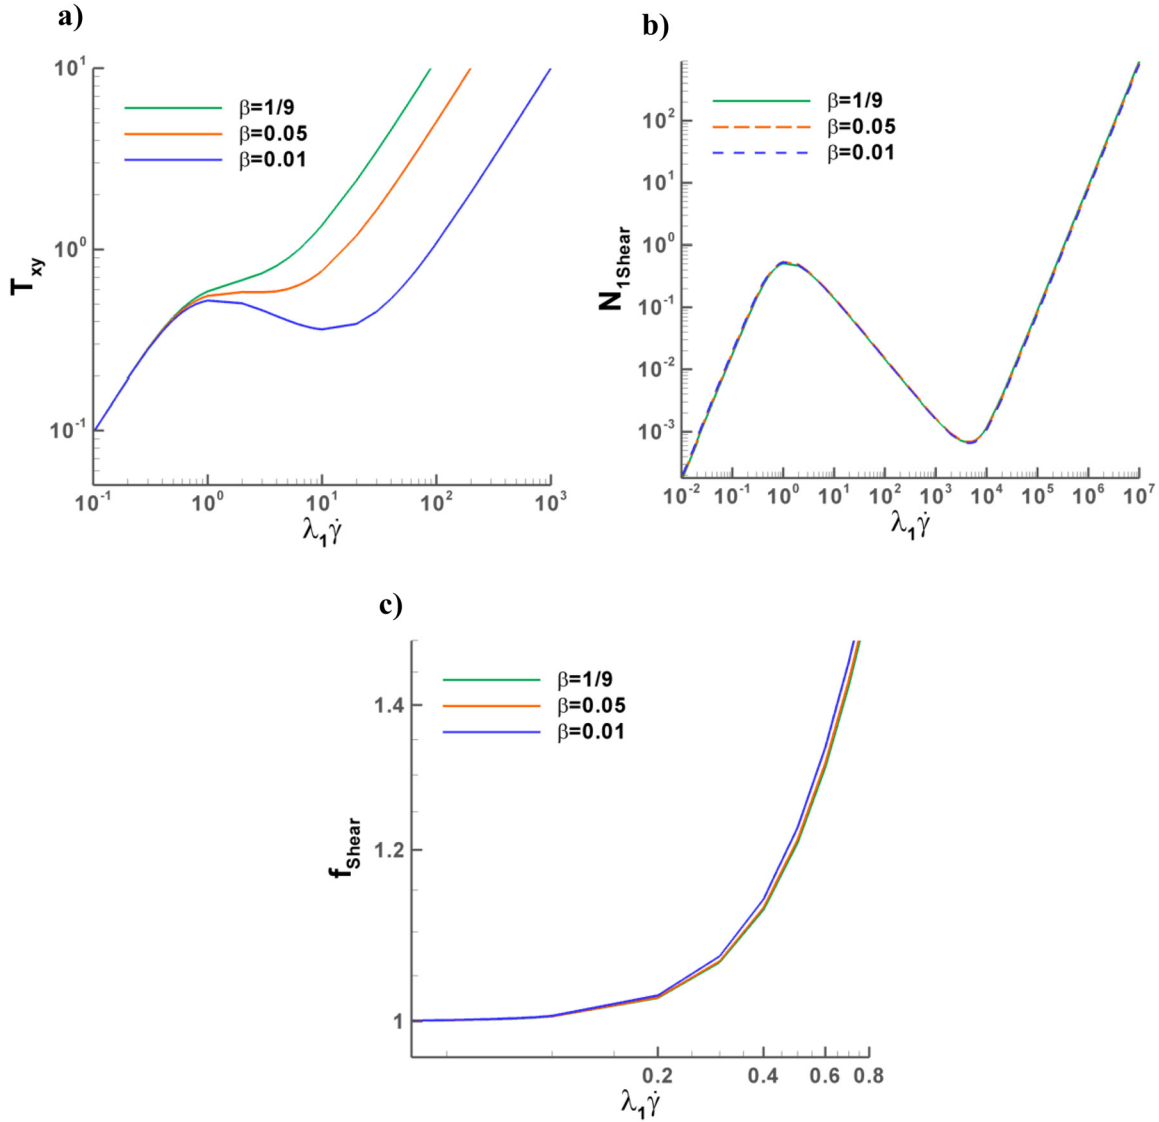 a)
10¹
10⁰
10⁻¹
T_xy
β=1/9
β=0.05
β=0.01
10⁻¹ 10⁰ 10¹ 10² 10³
λ₁γ̇
b)
10²
10¹
10⁰
10⁻¹
10⁻²
10⁻³
N₁Shear
β=1/9
β=0.05
β=0.01
10⁻² 10⁻¹ 10⁰ 10¹ 10² 10³ 10⁴ 10⁵ 10⁶ 10⁷
λ₁γ̇
c)
1.4
1.2
1
f_Shear
β=1/9
β=0.05
β=0.01
0.2 0.4 0.6 0.8
λ₁γ̇